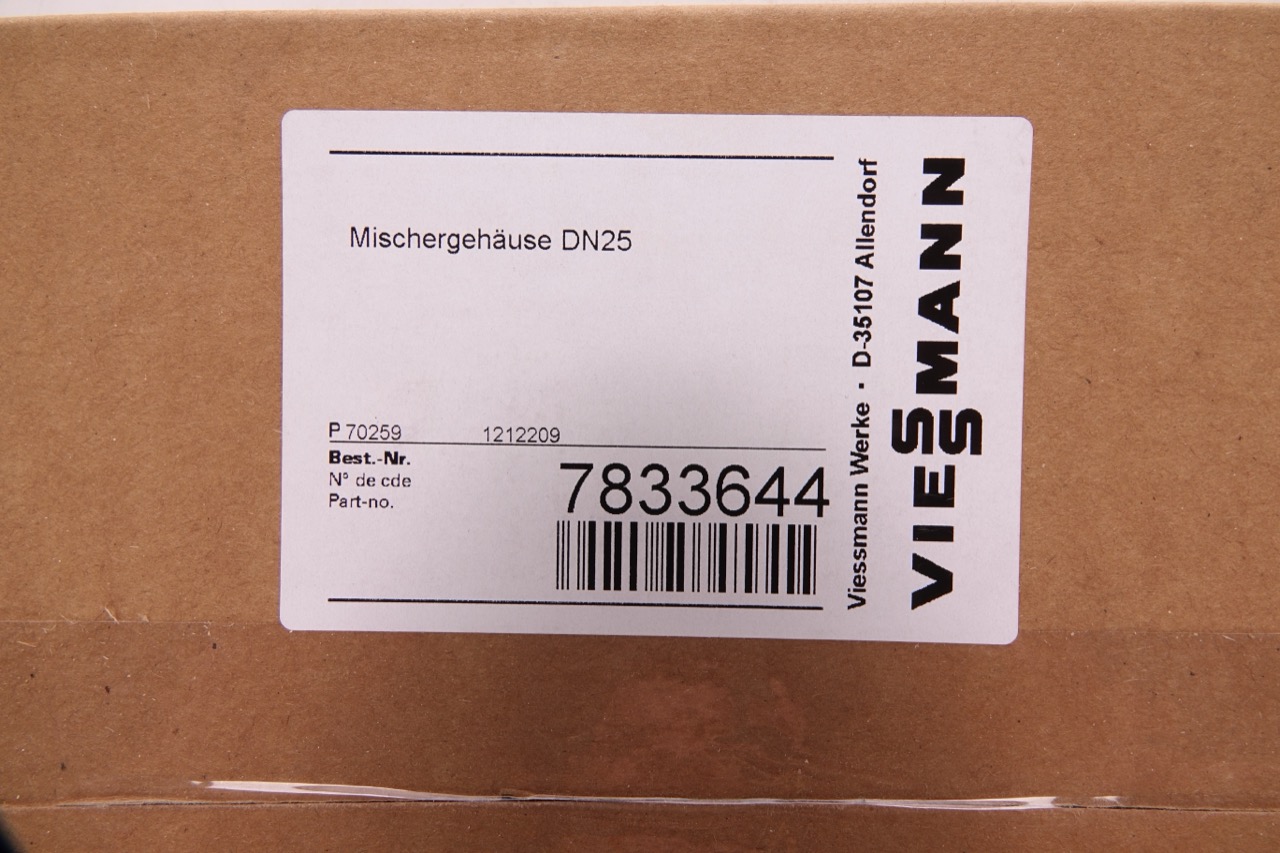 Mischergehäuse DN25
P 70259 1212209
Best.-Nr.
N° de cde
Part-no.
7833644
Viessmann Werke · D-35107 Allendorf
VIESSMANN